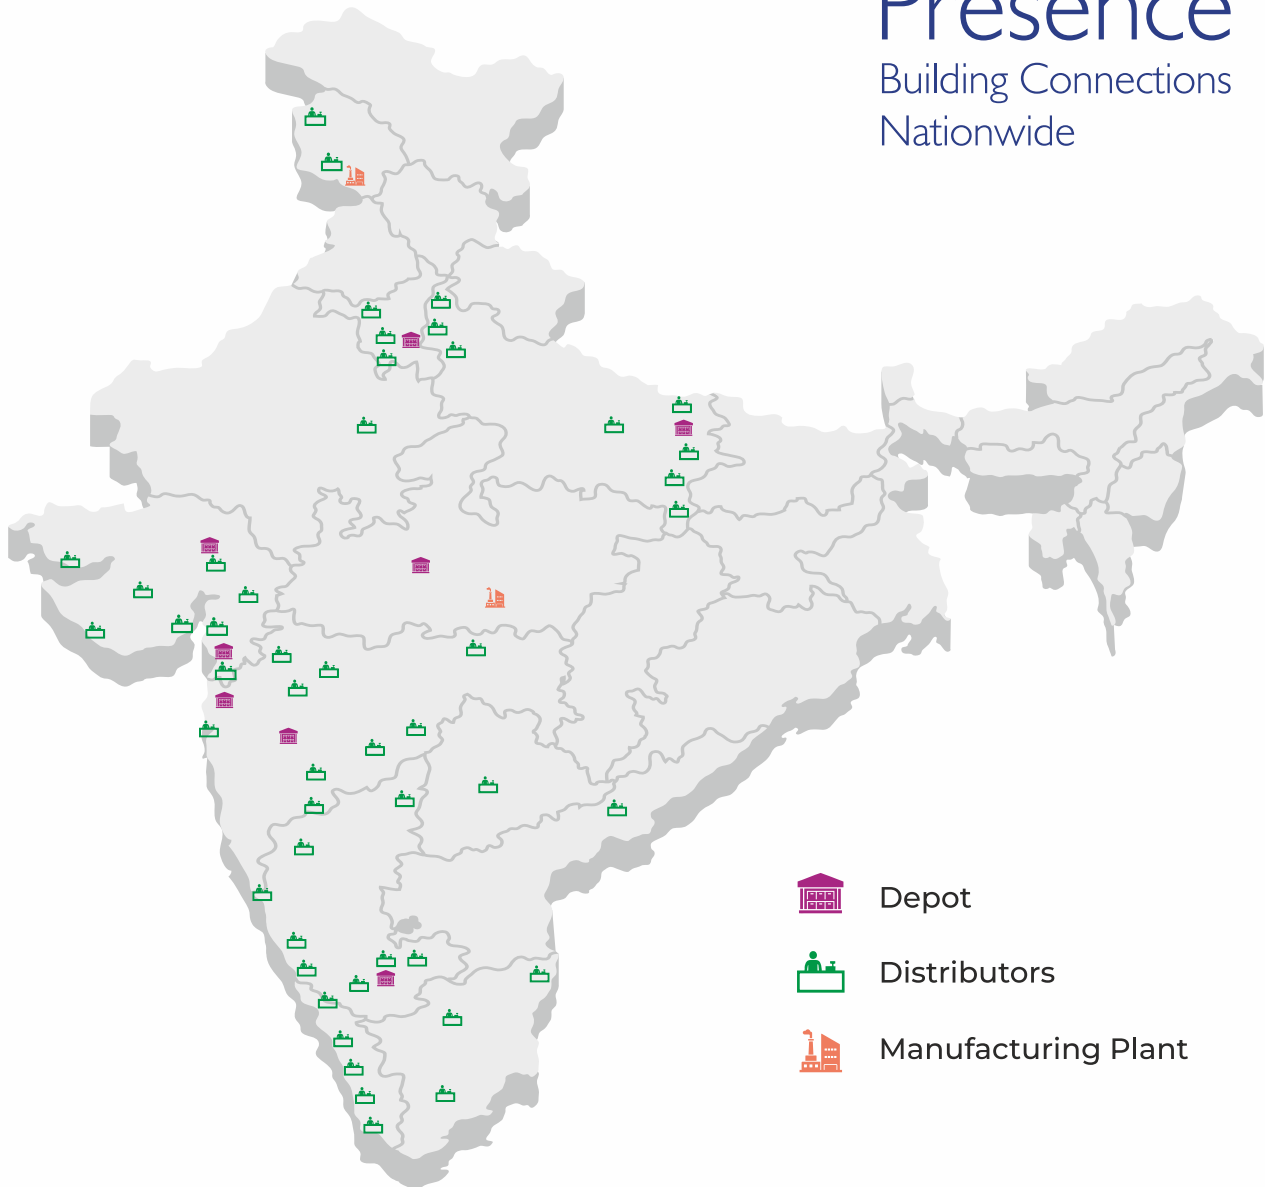 Presence
Building Connections
Nationwide
Depot
Distributors
Manufacturing Plant